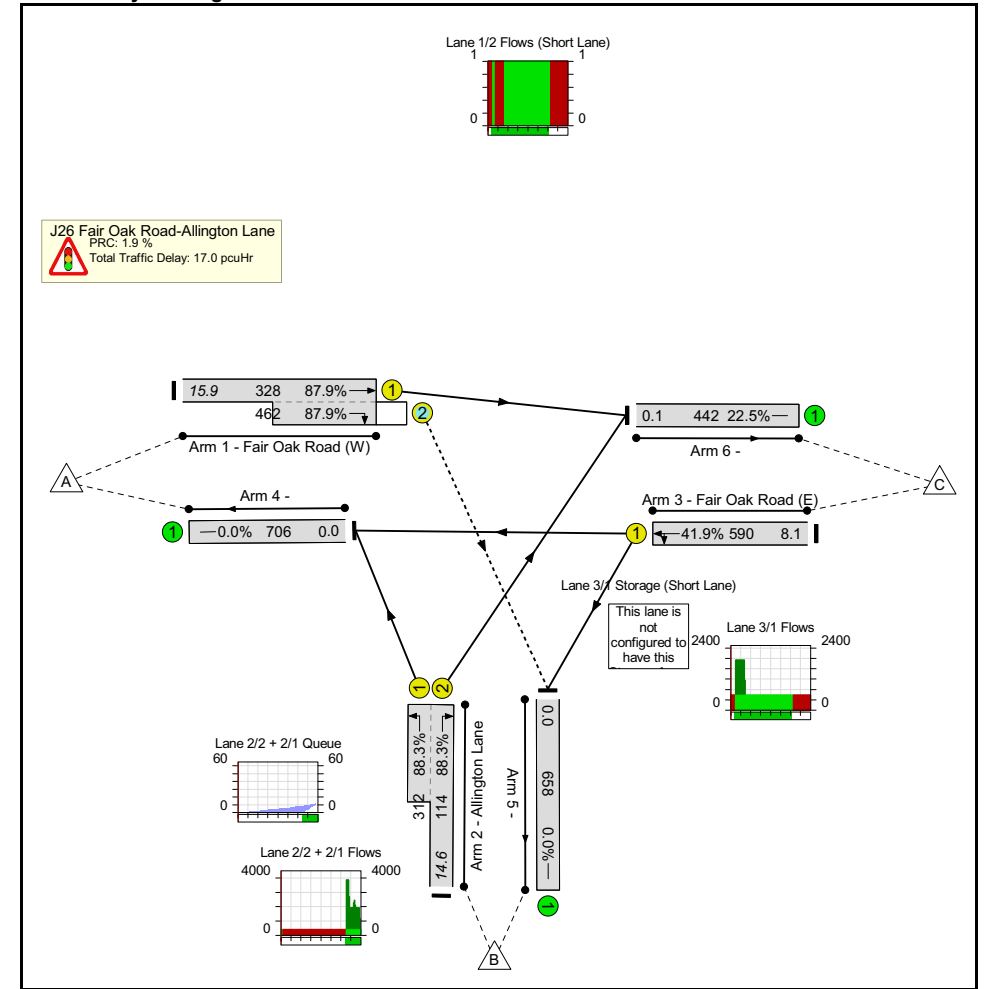 Lane 1/2 Flows (Short Lane)
1 1
0 0
J26 Fair Oak Road-Allington Lane
PRC: 1.9 %
Total Traffic Delay: 17.0 pcuHr
15.9 328 87.9% 1
462 87.9% 2
Arm 1 - Fair Oak Road (W)
0.1 442 22.5% 1
Arm 6 -
A
C
Arm 4 -
1 0.0% 706 0.0
Arm 3 - Fair Oak Road (E)
1 41.9% 590 8.1
Lane 3/1 Storage (Short Lane)
This lane is
not
configured to
have this
Lane 3/1 Flows
2400 2400
0 0
1 2
88.3% 88.3%
312 114
14.6
Arm 2 - Allington Lane
Arm 5 -
0.0 658 0.0%
1
Lane 2/2 + 2/1 Queue
60 60
0 0
Lane 2/2 + 2/1 Flows
4000 4000
0 0
B